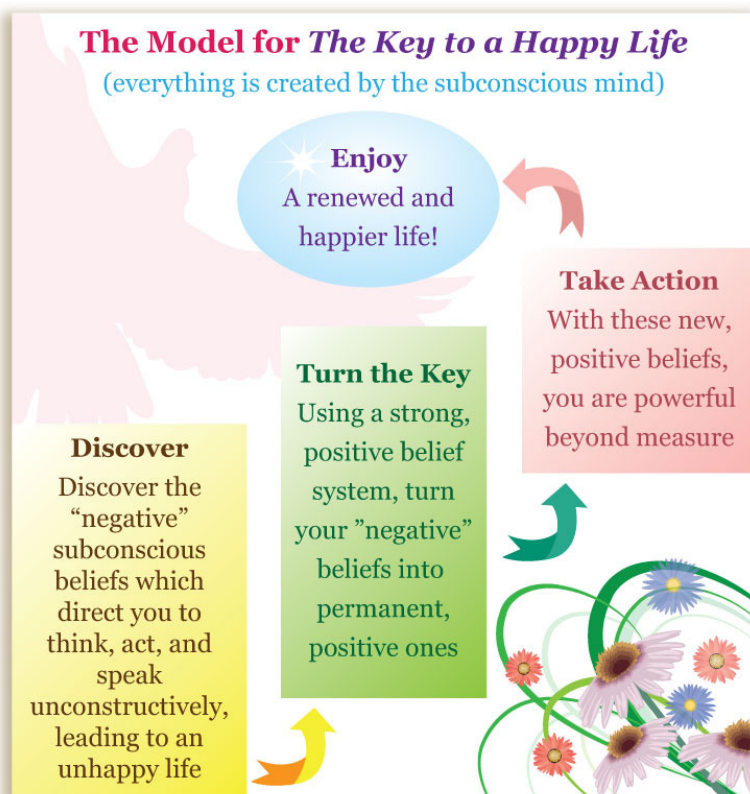 The Model for The Key to a Happy Life
(everything is created by the subconscious mind)
Enjoy
A renewed and
happier life!
Take Action
With these new,
positive beliefs,
you are powerful
beyond measure
Turn the Key
Using a strong,
positive belief
system, turn
your ”negative”
beliefs into
permanent,
positive ones
Discover
Discover the
“negative”
subconscious
beliefs which
direct you to
think, act, and
speak
unconstructively,
leading to an
unhappy life